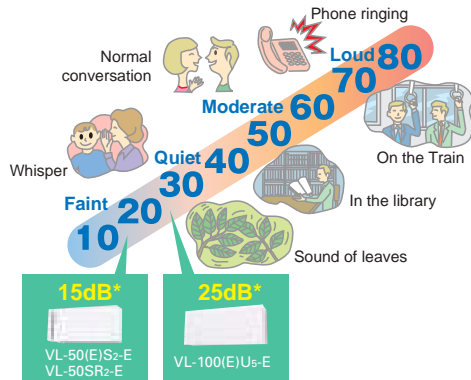 Phone ringing
Normal
conversation
Loud
80
70
Moderate
60
50
On the Train
Whisper
Quiet
40
30
In the library
Faint
20
10
Sound of leaves
15dB*
VL-50(E)S2-E
VL-50SR2-E
25dB*
VL-100(E)U5-E